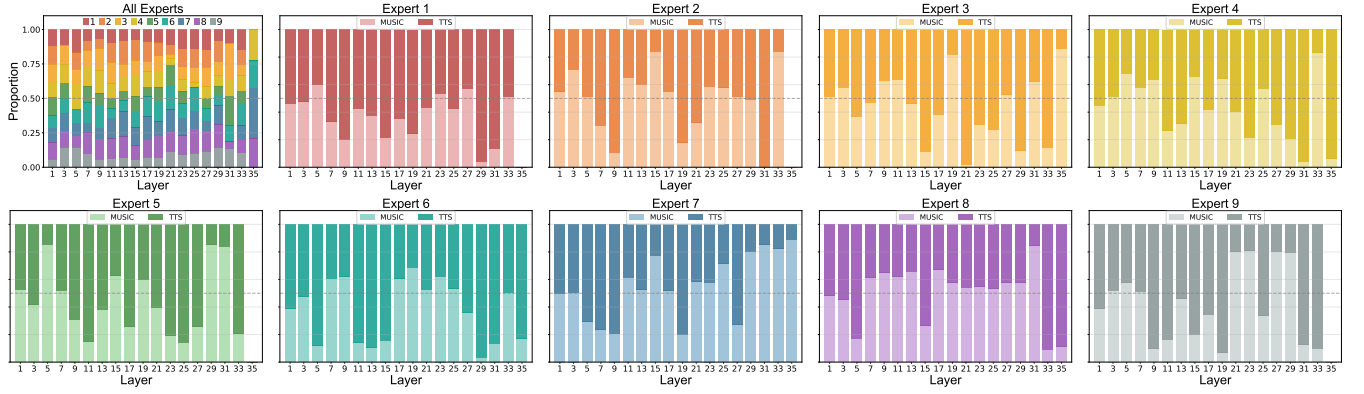 All Experts
1 2 3 4 5 6 7 8 9
Proportion
1.00
0.75
0.50
0.25
0.00
1 3 5 7 9 11 13 15 17 19 21 23 25 27 29 31 33 35
Layer
Expert 1
MUSIC TTS
1 3 5 7 9 11 13 15 17 19 21 23 25 27 29 31 33 35
Layer
Expert 2
MUSIC TTS
1 3 5 7 9 11 13 15 17 19 21 23 25 27 29 31 33 35
Layer
Expert 3
MUSIC TTS
1 3 5 7 9 11 13 15 17 19 21 23 25 27 29 31 33 35
Layer
Expert 4
MUSIC TTS
1 3 5 7 9 11 13 15 17 19 21 23 25 27 29 31 33 35
Layer
Expert 5
MUSIC TTS
1 3 5 7 9 11 13 15 17 19 21 23 25 27 29 31 33 35
Layer
Expert 6
MUSIC TTS
1 3 5 7 9 11 13 15 17 19 21 23 25 27 29 31 33 35
Layer
Expert 7
MUSIC TTS
1 3 5 7 9 11 13 15 17 19 21 23 25 27 29 31 33 35
Layer
Expert 8
MUSIC TTS
1 3 5 7 9 11 13 15 17 19 21 23 25 27 29 31 33 35
Layer
Expert 9
MUSIC TTS
1 3 5 7 9 11 13 15 17 19 21 23 25 27 29 31 33 35
Layer